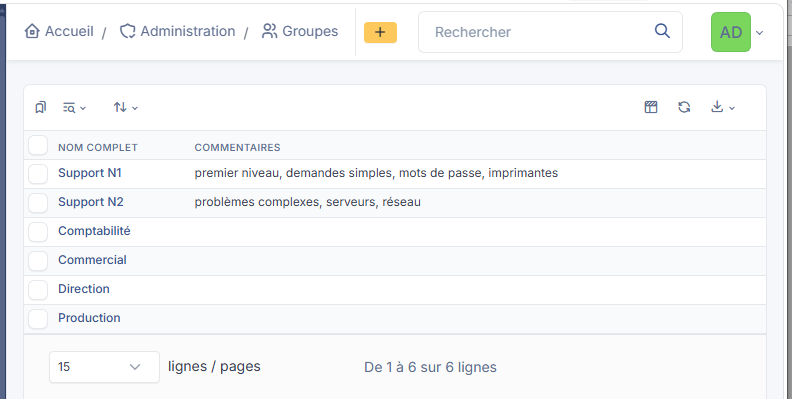 Accueil / Administration / Groupes + Rechercher AD
NOM COMPLET COMMENTAIRES
Support N1 premier niveau, demandes simples, mots de passe, imprimantes
Support N2 problèmes complexes, serveurs, réseau
Comptabilité
Commercial
Direction
Production
15 lignes / pages De 1 à 6 sur 6 lignes